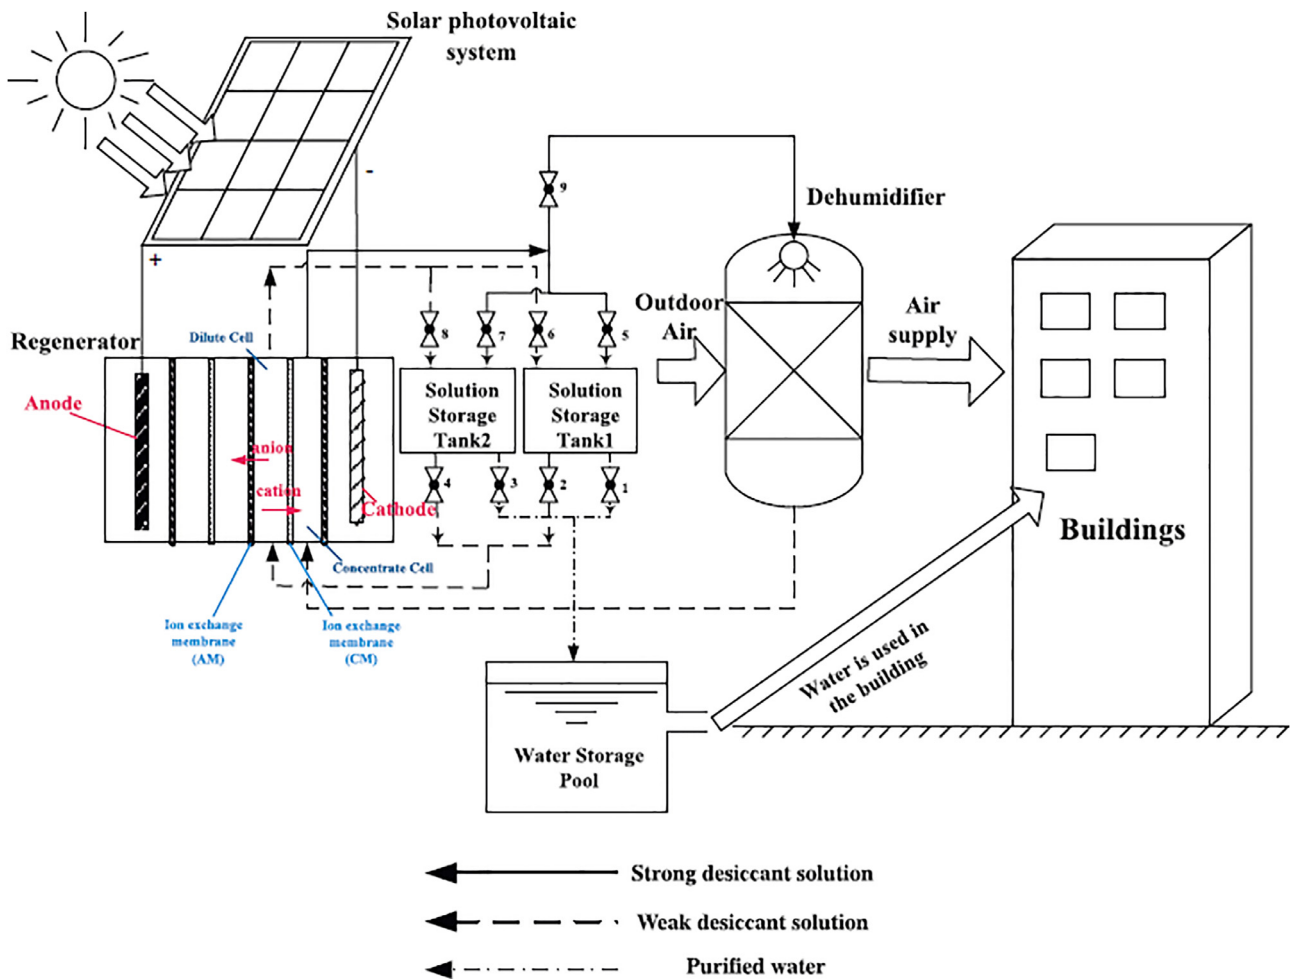 Solar photovoltaic
system
-
+
9
Dehumidifier
Outdoor
Air
Air
supply
Regenerator
Dilute Cell
8
7
6
5
Anode
Solution
Storage
Tank2
Solution
Storage
Tank1
anion
cation
Cathode
4
3
2
1
Buildings
Concentrate Cell
Ion exchange
membrane
(AM)
Ion exchange
membrane
(CM)
Water is used in
the building
Water Storage
Pool
Strong desiccant solution
Weak desiccant solution
Purified water